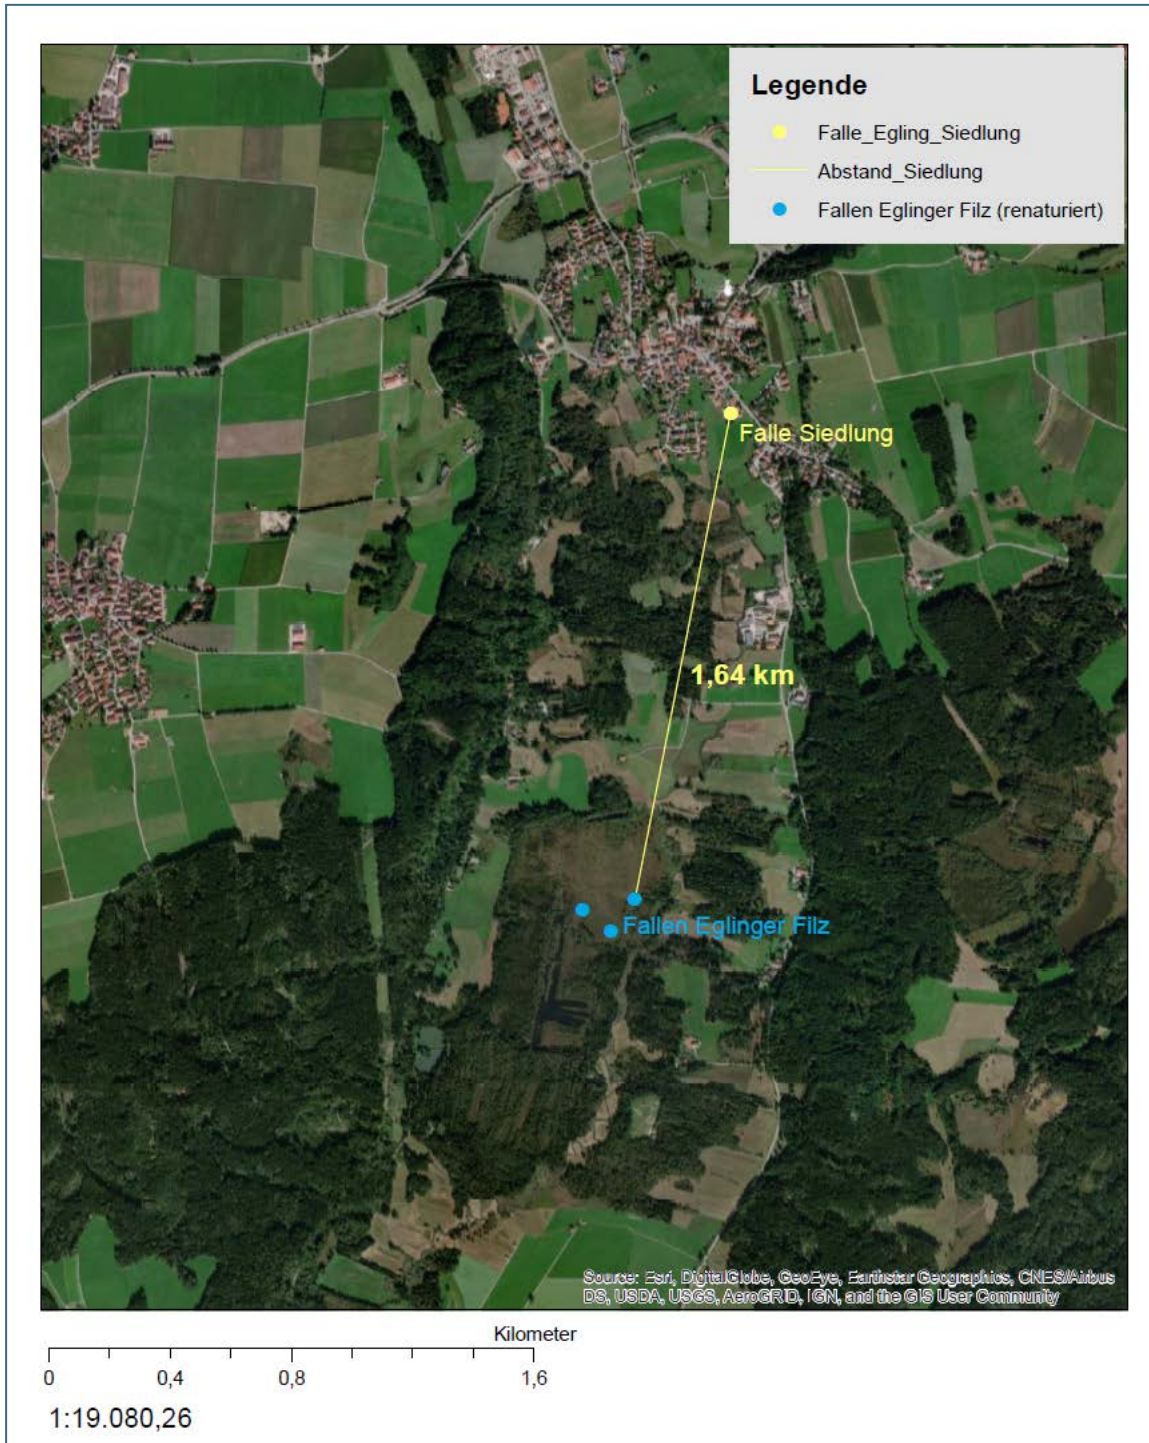 Legende
Falle_Egling_Siedlung
Abstand_Siedlung
Fallen Eglinger Filz (renaturiert)
Falle Siedlung
1,64 km
Fallen Eglinger Filz
Source: Esri, DigitalGlobe, GeoEye, Earthstar Geographics, CNES/Airbus
DS, USDA, USGS, AeroGRID, IGN, and the GIS User Community
Kilometer
0 0,4 0,8 1,6
1:19.080,26